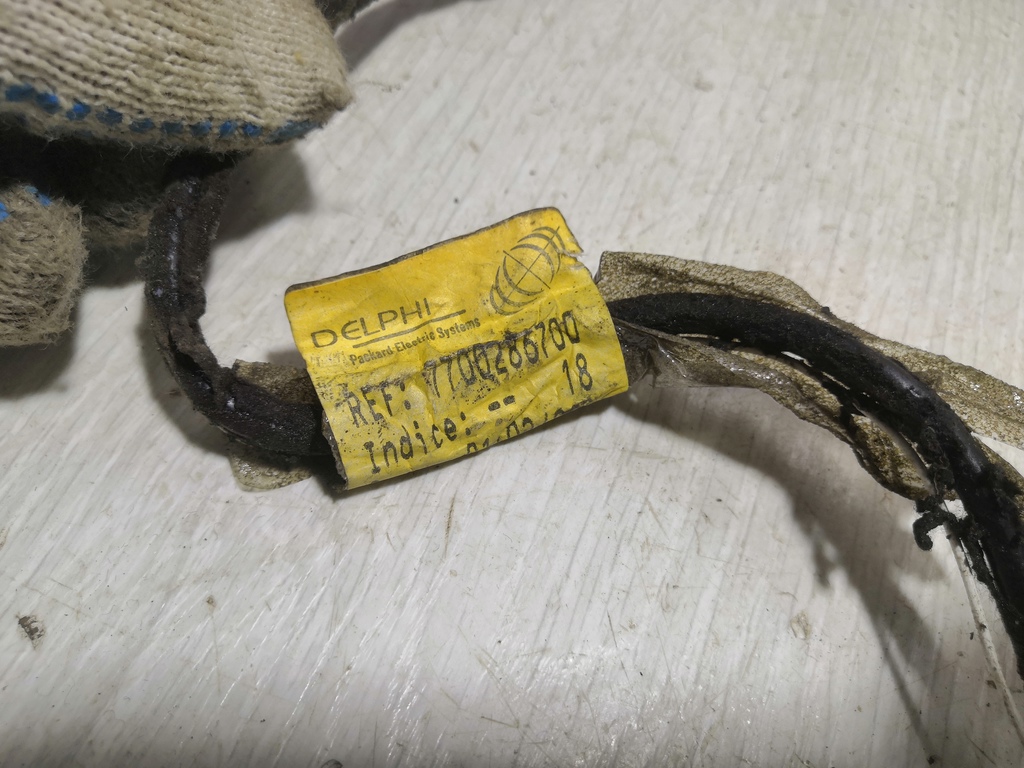 DELPHI
Packard Electric Systems
REF: 7700286700
Indice: 18